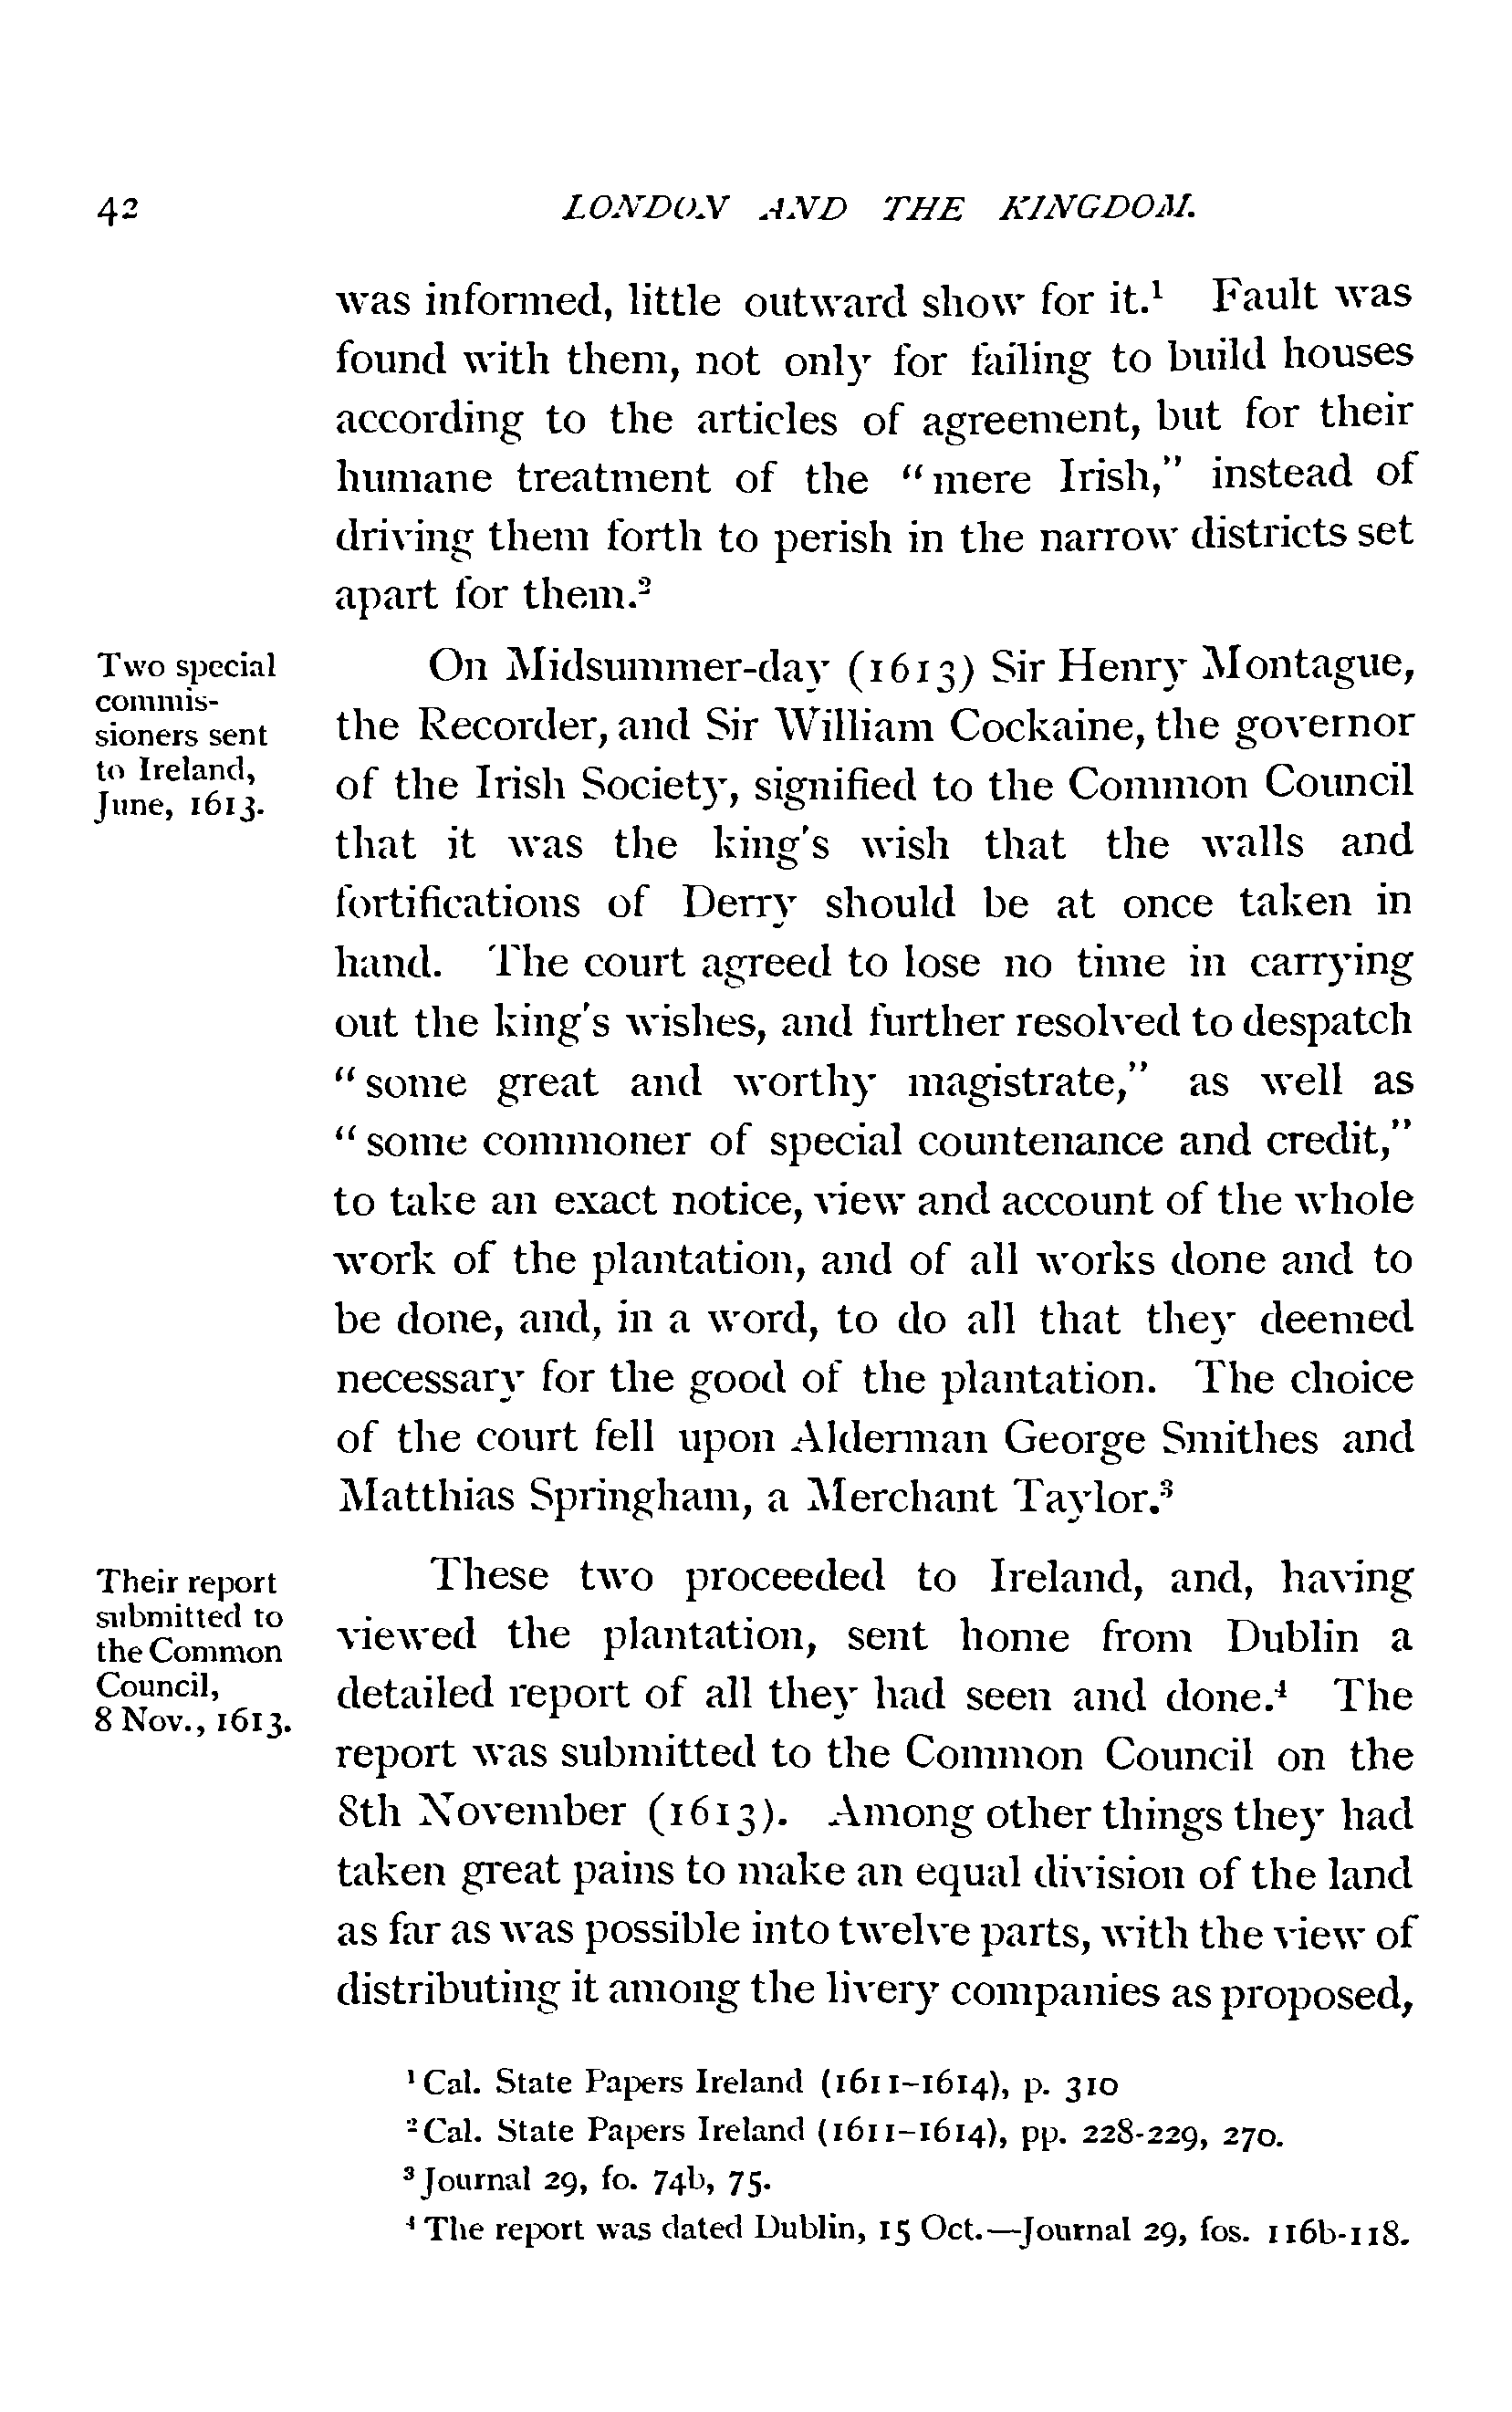 42 LONDON AND THE KINGDOM.
was informed, little outward show for it.¹ Fault was
found with them, not only for failing to build houses
according to the articles of agreement, but for their
humane treatment of the “mere Irish,” instead of
driving them forth to perish in the narrow districts set
apart for them.²
Two special
commis-
sioners sent
to Ireland,
June, 1613.
On Midsummer-day (1613) Sir Henry Montague,
the Recorder, and Sir William Cockaine, the governor
of the Irish Society, signified to the Common Council
that it was the king's wish that the walls and
fortifications of Derry should be at once taken in
hand. The court agreed to lose no time in carrying
out the king's wishes, and further resolved to despatch
“some great and worthy magistrate,” as well as
“some commoner of special countenance and credit,”
to take an exact notice, view and account of the whole
work of the plantation, and of all works done and to
be done, and, in a word, to do all that they deemed
necessary for the good of the plantation. The choice
of the court fell upon Alderman George Smithes and
Matthias Springham, a Merchant Taylor.³
Their report
submitted to
the Common
Council,
8 Nov., 1613.
These two proceeded to Ireland, and, having
viewed the plantation, sent home from Dublin a
detailed report of all they had seen and done.⁴ The
report was submitted to the Common Council on the
8th November (1613). Among other things they had
taken great pains to make an equal division of the land
as far as was possible into twelve parts, with the view of
distributing it among the livery companies as proposed,
¹ Cal. State Papers Ireland (1611–1614), p. 310
² Cal. State Papers Ireland (1611–1614), pp. 228-229, 270.
³ Journal 29, fo. 74b, 75.
⁴ The report was dated Dublin, 15 Oct.—Journal 29, fos. 116b-118.